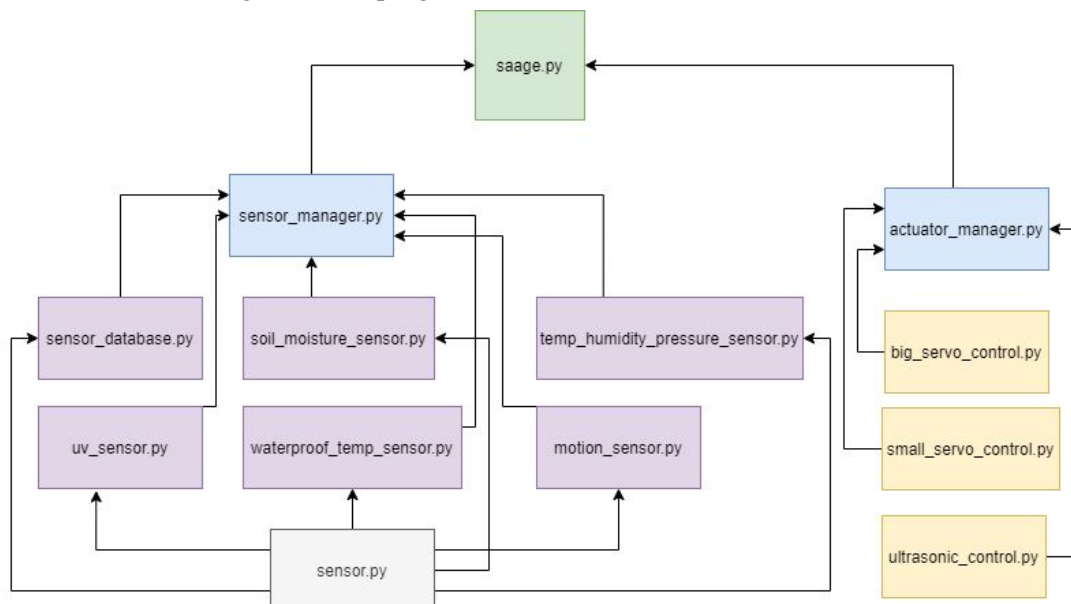 saage.py
sensor_manager.py
actuator_manager.py
sensor_database.py
soil_moisture_sensor.py
temp_humidity_pressure_sensor.py
big_servo_control.py
uv_sensor.py
waterproof_temp_sensor.py
motion_sensor.py
small_servo_control.py
sensor.py
ultrasonic_control.py